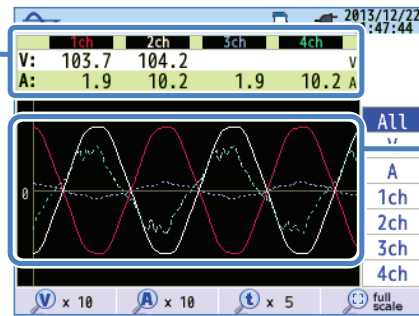 2013/12/22
:47:44
1ch 2ch 3ch 4ch
V: 103.7 104.2 V
A: 1.9 10.2 1.9 10.2 A
All
A
1ch
0
2ch
3ch
4ch
V x 10 A x 10 t x 5 full scale